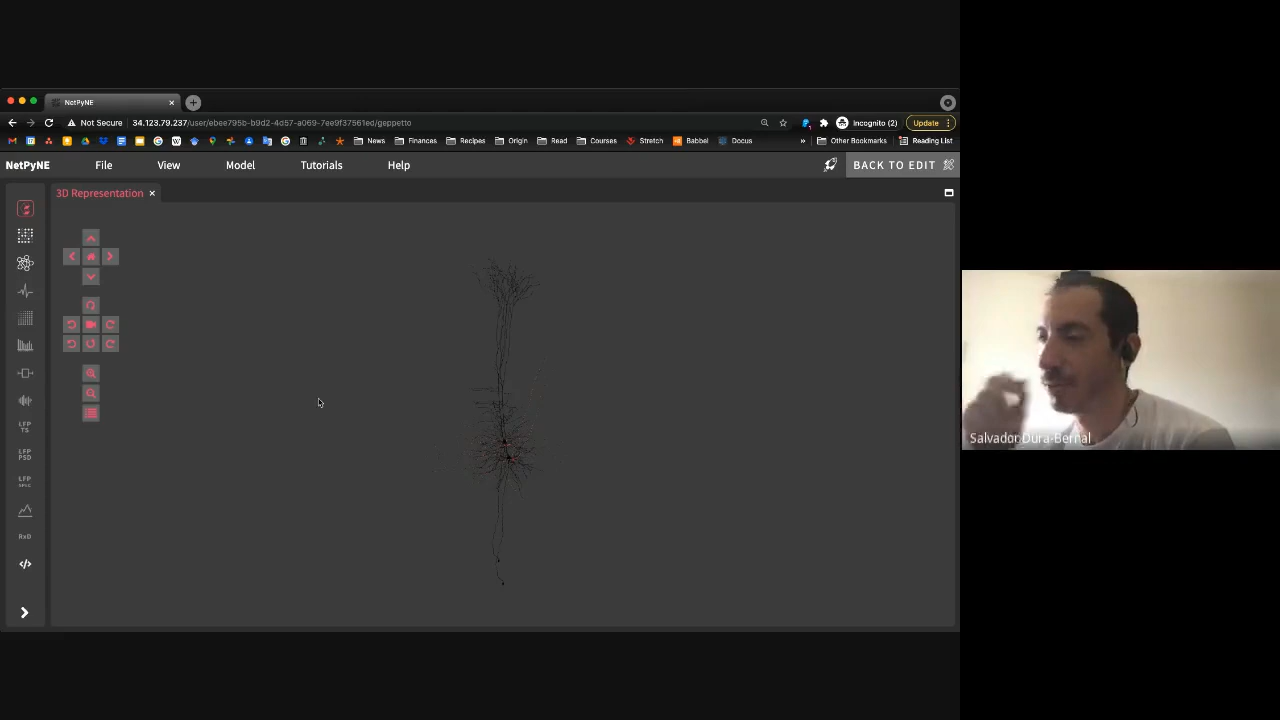 NetPyNE
Not Secure 34.123.79.237/user/ebee795b-b9d2-4d57-a069-7ee9f37561ed/geppetto Incognito (2) Update
News Finances Recipes Origin Read Courses Stretch Babbel Docus » Other Bookmarks Reading List
NetPyNE File View Model Tutorials Help BACK TO EDIT
3D Representation
LFP
TS
LFP
PSD
LFP
SPEC
RxD
Salvador Dura-Bernal